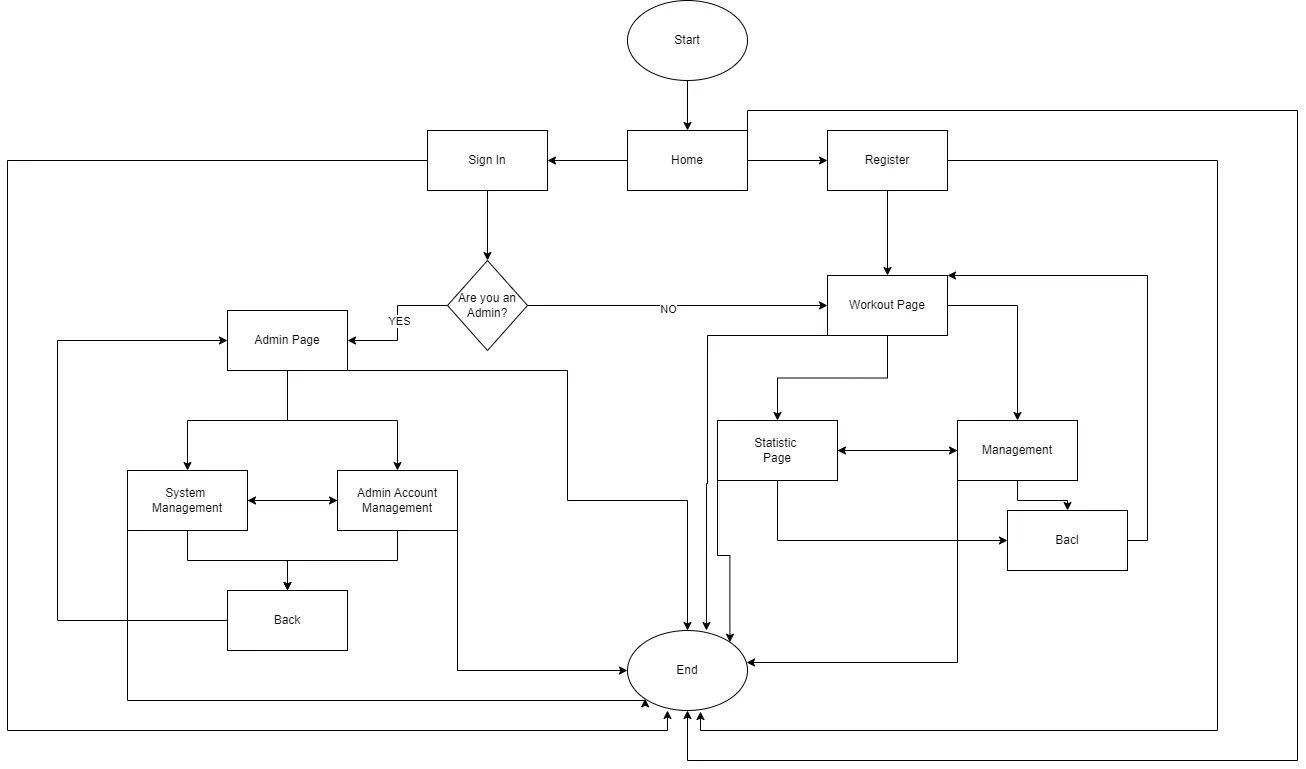 Start
Sign In
Home
Register
Are you an
Admin?
YES
NO
Workout Page
Admin Page
Statistic
Page
Management
System
Management
Admin Account
Management
Bacl
Back
End